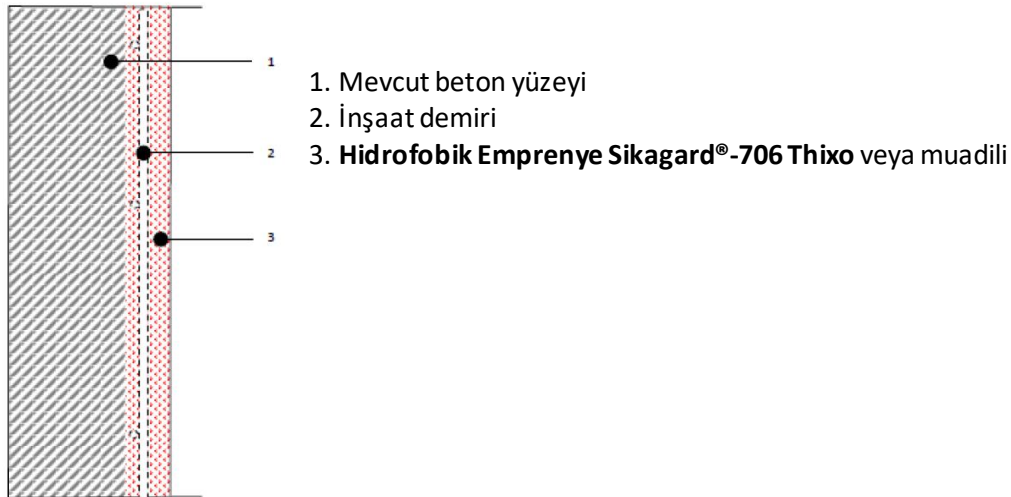 1
1. Mevcut beton yüzeyi
2. İnşaat demiri
2
3. Hidrofobik Emprenye Sikagard®-706 Thixo veya muadili
3